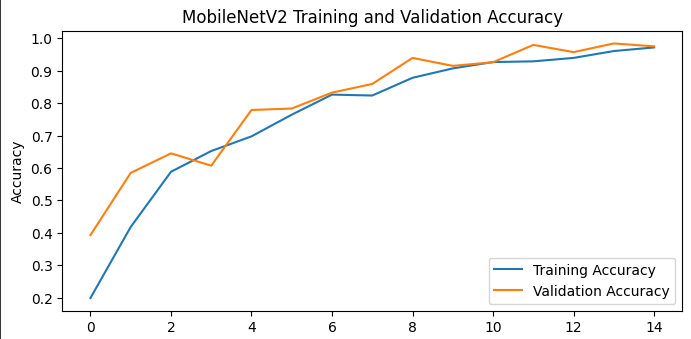 MobileNetV2 Training and Validation Accuracy
1.0
0.9
0.8
0.7
0.6
0.5
0.4
0.3
0.2
Accuracy
Training Accuracy
Validation Accuracy
0 2 4 6 8 10 12 14